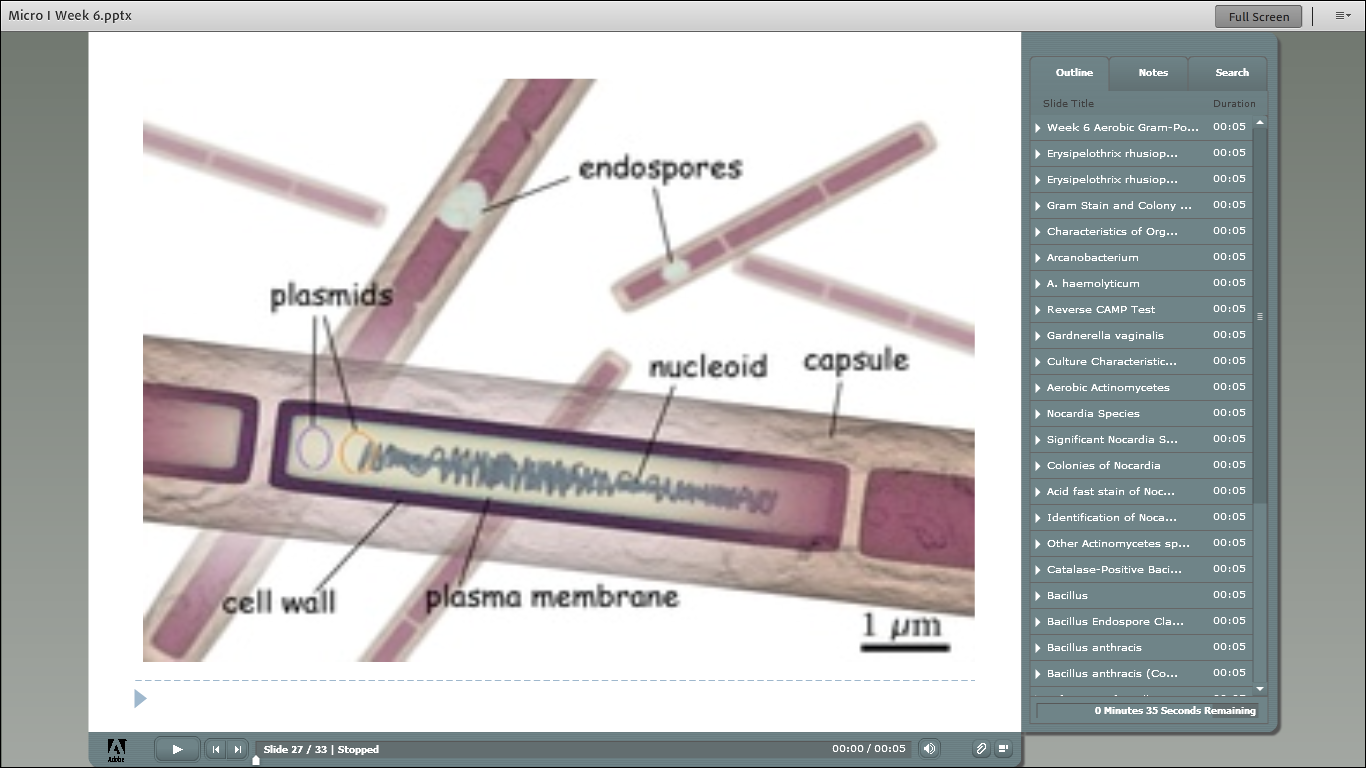 Micro I Week 6.pptx
Full Screen
endospores
plasmids
nucleoid
capsule
cell wall
plasma membrane
1 µm
Outline
Notes
Search
Slide Title
Duration
Week 6 Aerobic Gram-Po... 00:05
Erysipelothrix rhusiop... 00:05
Erysipelothrix rhusiop... 00:05
Gram Stain and Colony ... 00:05
Characteristics of Org... 00:05
Arcanobacterium 00:05
A. haemolyticum 00:05
Reverse CAMP Test 00:05
Gardnerella vaginalis 00:05
Culture Characteristic... 00:05
Aerobic Actinomycetes 00:05
Nocardia Species 00:05
Significant Nocardia S... 00:05
Colonies of Nocardia 00:05
Acid fast stain of Noc... 00:05
Identification of Noca... 00:05
Other Actinomycetes sp... 00:05
Catalase-Positive Baci... 00:05
Bacillus 00:05
Bacillus Endospore Cla... 00:05
Bacillus anthracis 00:05
Bacillus anthracis (Co... 00:05
0 Minutes 35 Seconds Remaining
Adobe
Slide 27 / 33 | Stopped
00:00 / 00:05